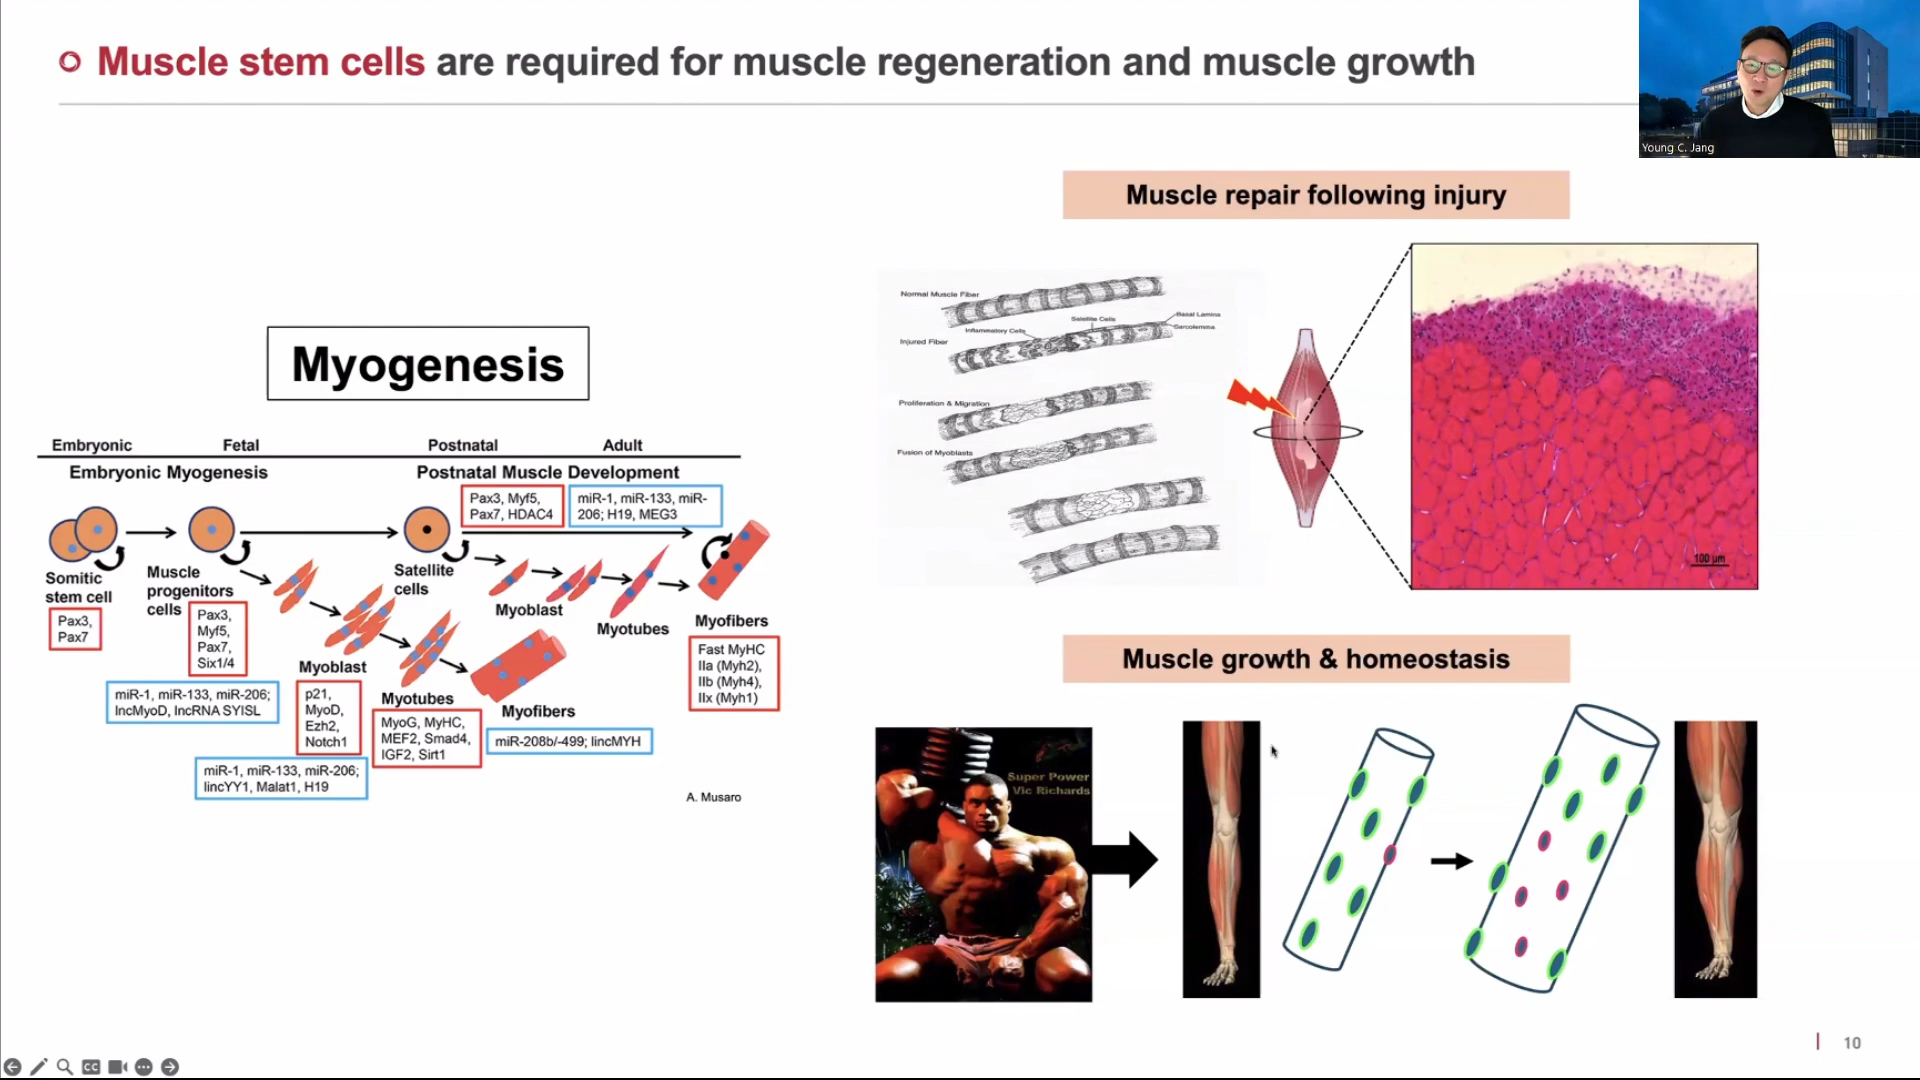 Muscle stem cells are required for muscle regeneration and muscle growth
Young C. Jang
Myogenesis
Embryonic
Fetal
Postnatal
Adult
Embryonic Myogenesis
Postnatal Muscle Development
Pax3, Myf5,
Pax7, HDAC4
miR-1, miR-133, miR-
206; H19, MEG3
Somitic
stem cell
Pax3,
Pax7
Muscle
progenitors
cells
Pax3,
Myf5,
Pax7,
Six1/4
miR-1, miR-133, miR-206;
lncMyoD, lncRNA SYISL
Satellite
cells
Myoblast
Myotubes
Myofibers
Fast MyHC
IIa (Myh2),
IIb (Myh4),
IIx (Myh1)
Myoblast
p21,
MyoD,
Ezh2,
Notch1
miR-1, miR-133, miR-206;
lincYY1, Malat1, H19
Myotubes
MyoG, MyHC,
MEF2, Smad4,
IGF2, Sirt1
Myofibers
miR-208b/-499; lincMYH
A. Musaro
Muscle repair following injury
Normal Muscle Fiber
Inflammatory Cells
Satellite Cells
Basal Lamina
Sarcolemma
Injured Fiber
Proliferation & Migration
Fusion of Myoblasts
100 µm
Muscle growth & homeostasis
Super Power
Vic Richards
10
CC